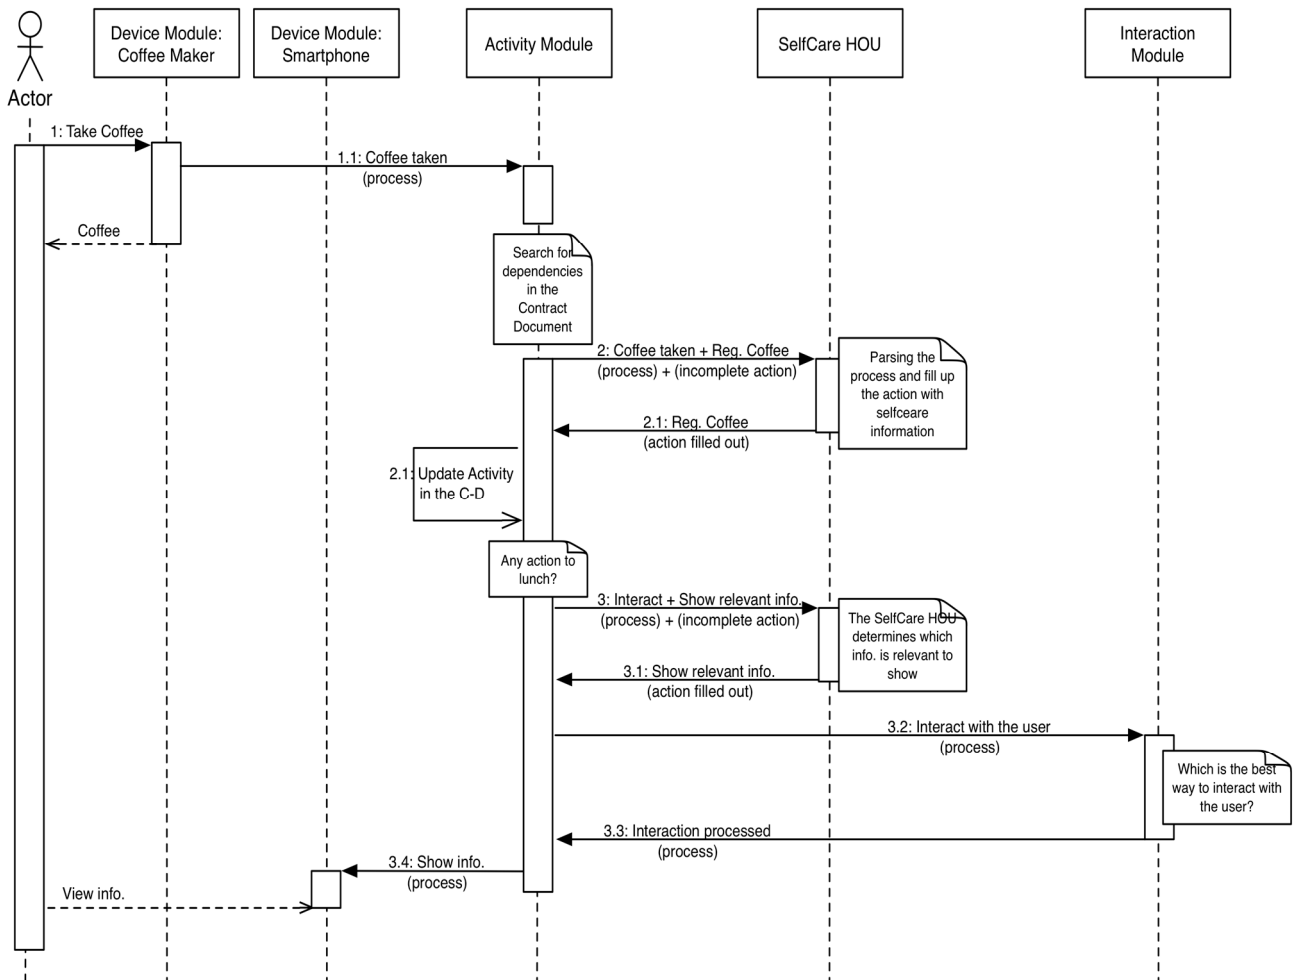 Device Module:
Coffee Maker
Device Module:
Smartphone
Activity Module
SelfCare HOU
Interaction
Module
Actor
1: Take Coffee
1.1: Coffee taken
(process)
Coffee
Search for
dependencies
in the
Contract
Document
2: Coffee taken + Reg. Coffee
(process) + (incomplete action)
Parsing the
process and fill up
the action with
selfceare
information
2.1: Reg. Coffee
(action filled out)
2.1: Update Activity
in the C-D
Any action to
lunch?
3: Interact + Show relevant info.
(process) + (incomplete action)
The SelfCare HOU
determines which
info. is relevant to
show
3.1: Show relevant info.
(action filled out)
3.2: Interact with the user
(process)
Which is the best
way to interact with
the user?
3.3: Interaction processed
(process)
3.4: Show info.
(process)
View info.